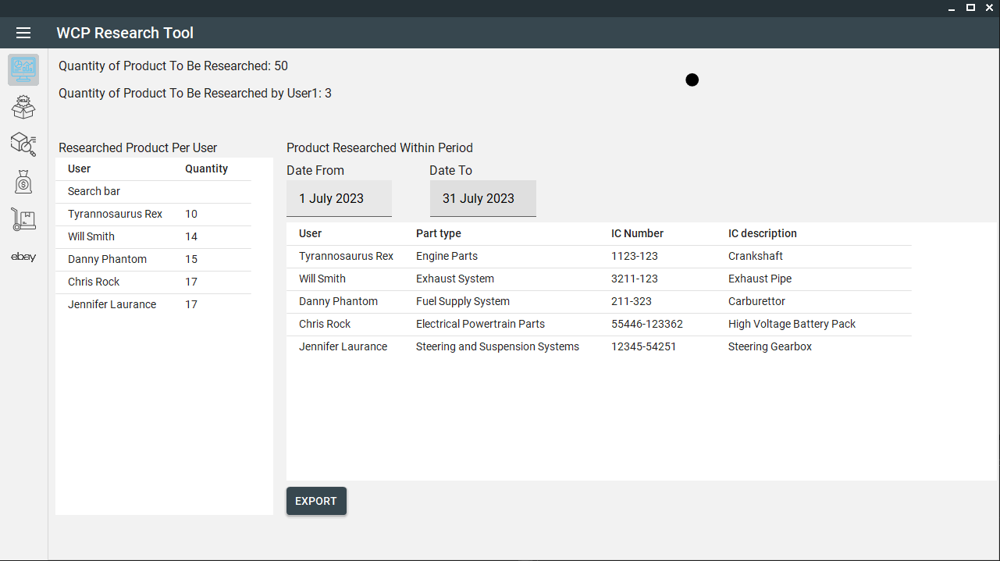 WCP Research Tool
Quantity of Product To Be Researched: 50
Quantity of Product To Be Researched by User1: 3
Researched Product Per User
User Quantity
Search bar
Tyrannosaurus Rex 10
Will Smith 14
Danny Phantom 15
Chris Rock 17
Jennifer Laurance 17
Product Researched Within Period
Date From Date To
1 July 2023 31 July 2023
User Part type IC Number IC description
Tyrannosaurus Rex Engine Parts 1123-123 Crankshaft
Will Smith Exhaust System 3211-123 Exhaust Pipe
Danny Phantom Fuel Supply System 211-323 Carburettor
Chris Rock Electrical Powertrain Parts 55446-123362 High Voltage Battery Pack
Jennifer Laurance Steering and Suspension Systems 12345-54251 Steering Gearbox
EXPORT
NEW
ebay